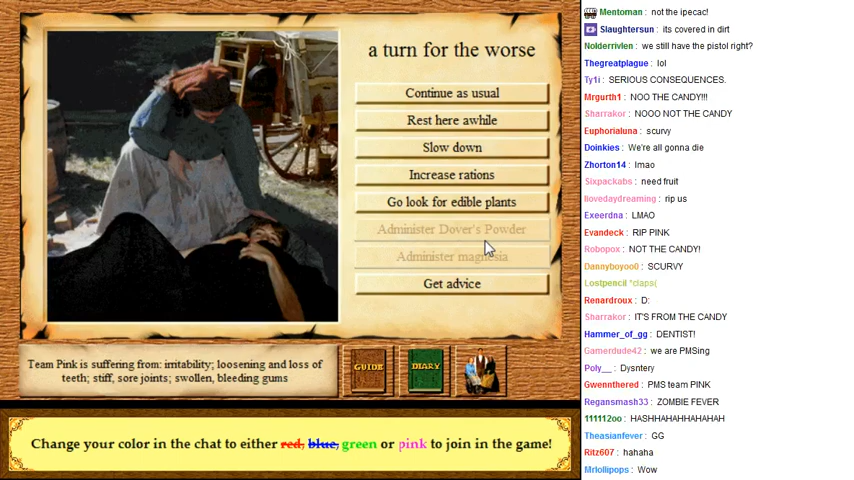 a turn for the worse
Continue as usual
Rest here awhile
Slow down
Increase rations
Go look for edible plants
Administer Dover's Powder
Administer magnesia
Get advice
Team Pink is suffering from: irritability; loosening and loss of
teeth; stiff, sore joints; swollen, bleeding gums
GUIDE
DIARY
Change your color in the chat to either red, blue, green or pink to join in the game!
Mentoman : not the ipecac!
Slaughtersun : its covered in dirt
Nolderrivlen : we still have the pistol right?
Thegreatplague : lol
Ty1i : SERIOUS CONSEQUENCES.
Mrgurth1 : NOO THE CANDY!!!
Sharrakor : NOOO NOT THE CANDY
Euphorialuna : scurvy
Doinkies : We're all gonna die
Zhorton14 : lmao
Sixpackabs : need fruit
Ilovedaydreaming : rip us
Exeerdna : LMAO
Evandeck : RIP PINK
Robopox : NOT THE CANDY!
Dannyboyoo0 : SCURVY
Lostpencil *claps(
Renardroux : D:
Sharrakor : IT'S FROM THE CANDY
Hammer_of_gg : DENTIST!
Gamerdude42 : we are PMSing
Poly__ : Dysntery
Gwennthered : PMS team PINK
Regansmash33 : ZOMBIE FEVER
111112oo : HASHHAHAHHAHAHAH
Theasianfever : GG
Ritz607 : hahaha
Mrlollipops : Wow